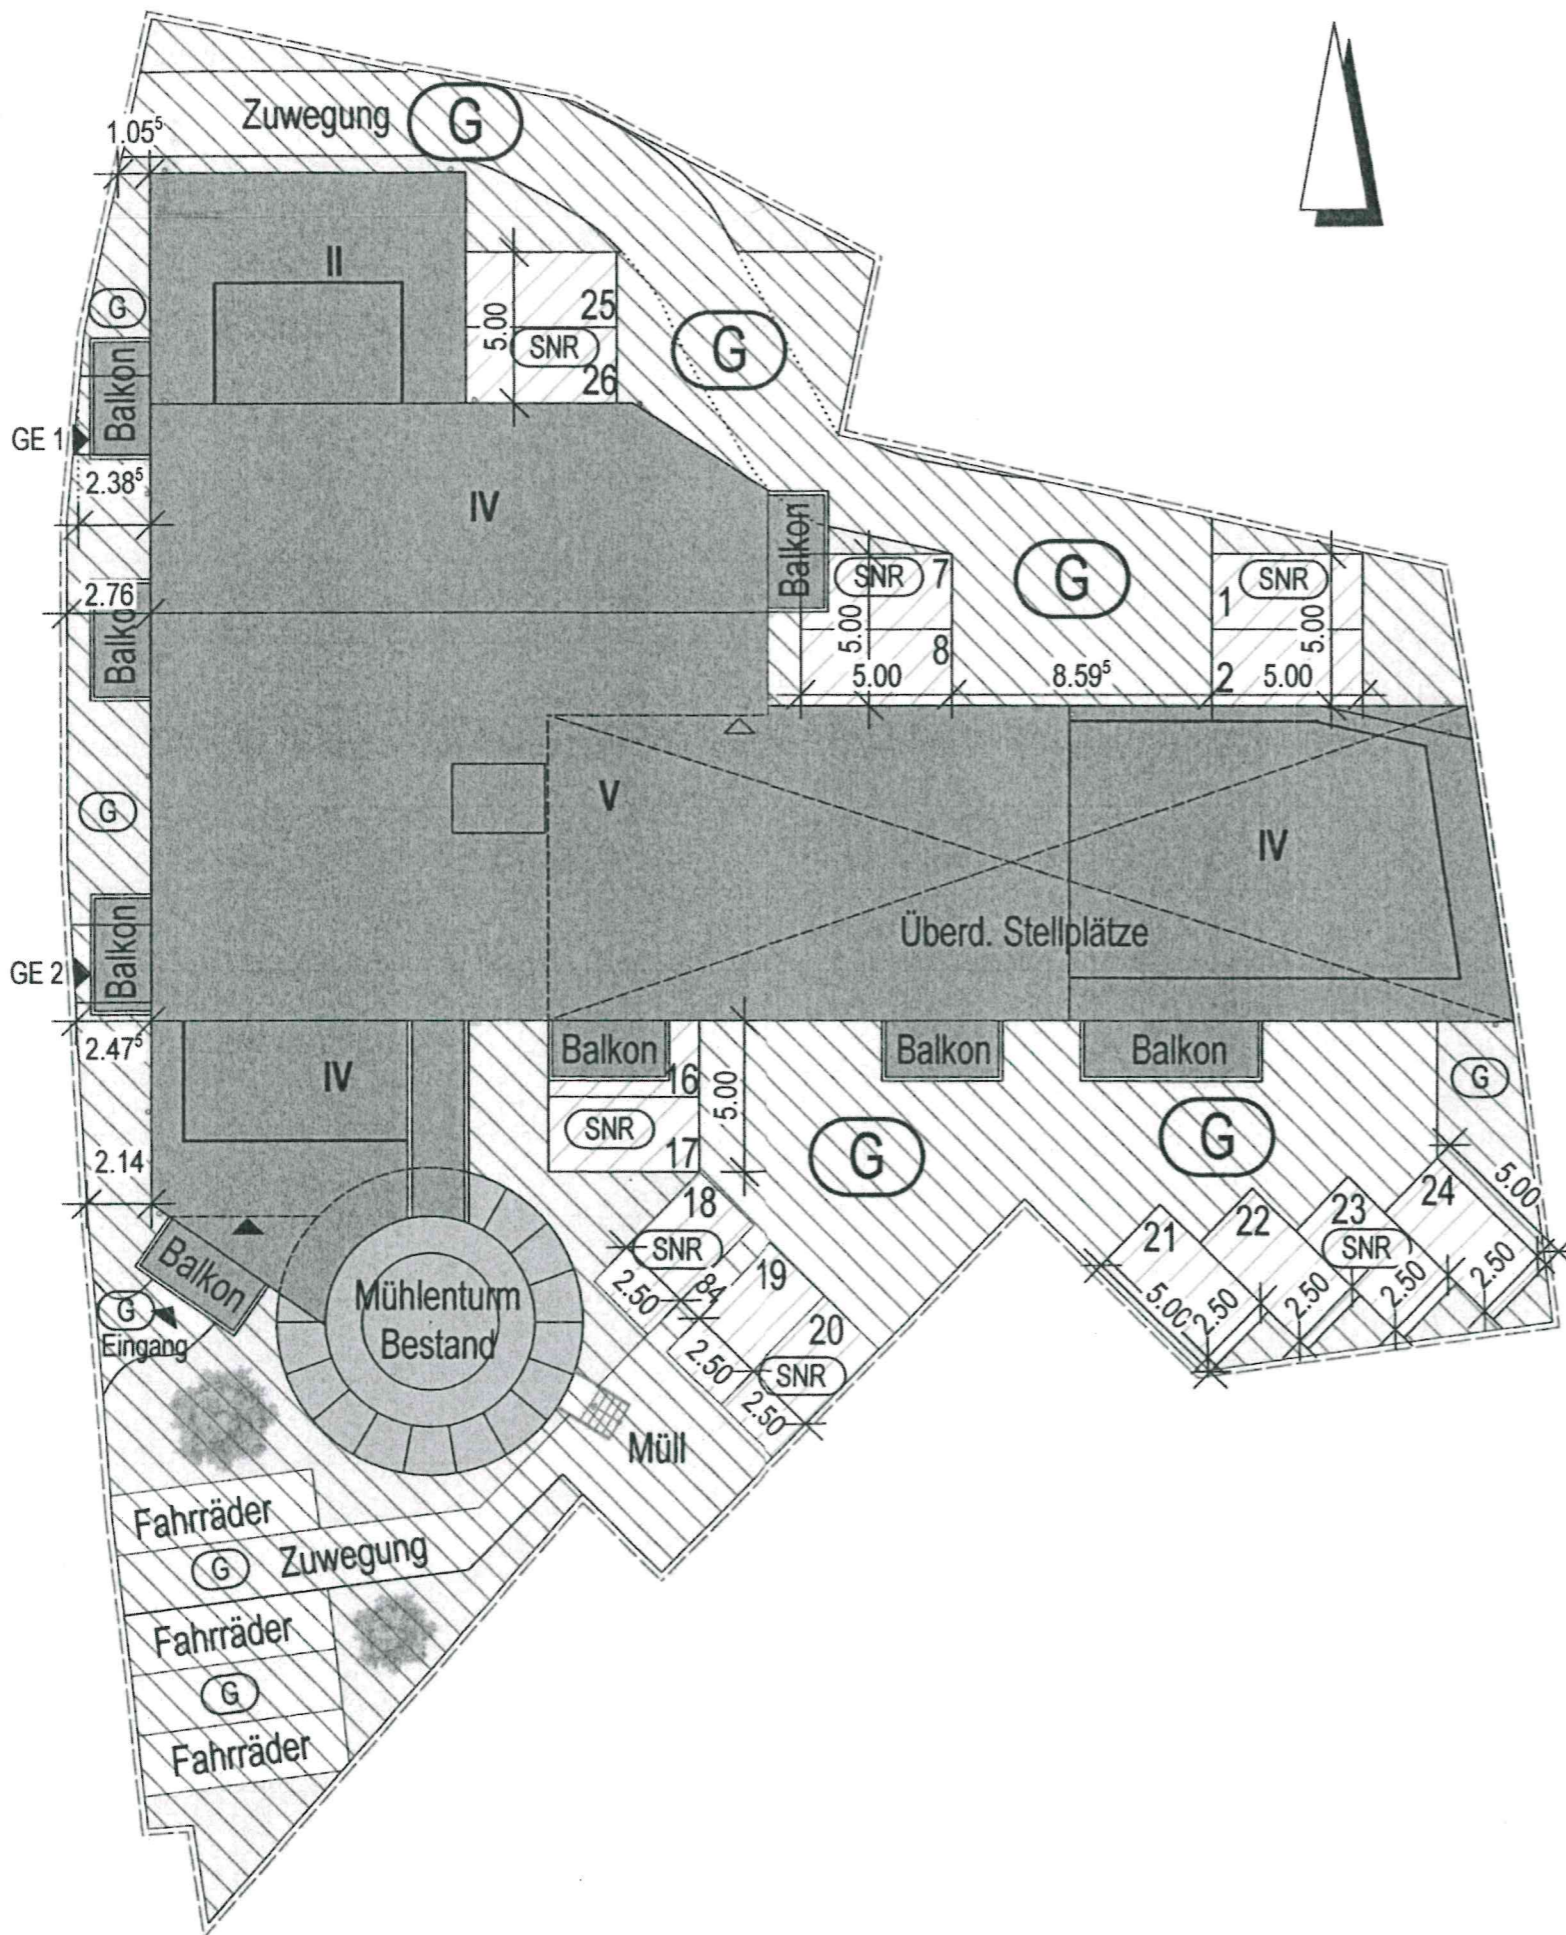 Zuwegung
G
1.05⁵
II
G
25
5.00
SNR
26
G
Balkon
GE 1
2.38⁵
IV
Balkon
SNR
7
5.00
8
5.00
G
8.59⁵
SNR
1
5.00
2
5.00
2.76
Balkon
G
V
IV
Überd. Stellplätze
Balkon
GE 2
2.47⁵
IV
Balkon
16
SNR
17
5.00
Balkon
Balkon
G
G
G
2.14
18
SNR
2.50
84
19
2.50
20
SNR
2.50
21
5.00
2.50
22
2.50
23
SNR
2.50
24
5.00
2.50
Balkon
G
Eingang
Mühlenturm
Bestand
Müll
Fahrräder
G
Zuwegung
Fahrräder
G
Fahrräder